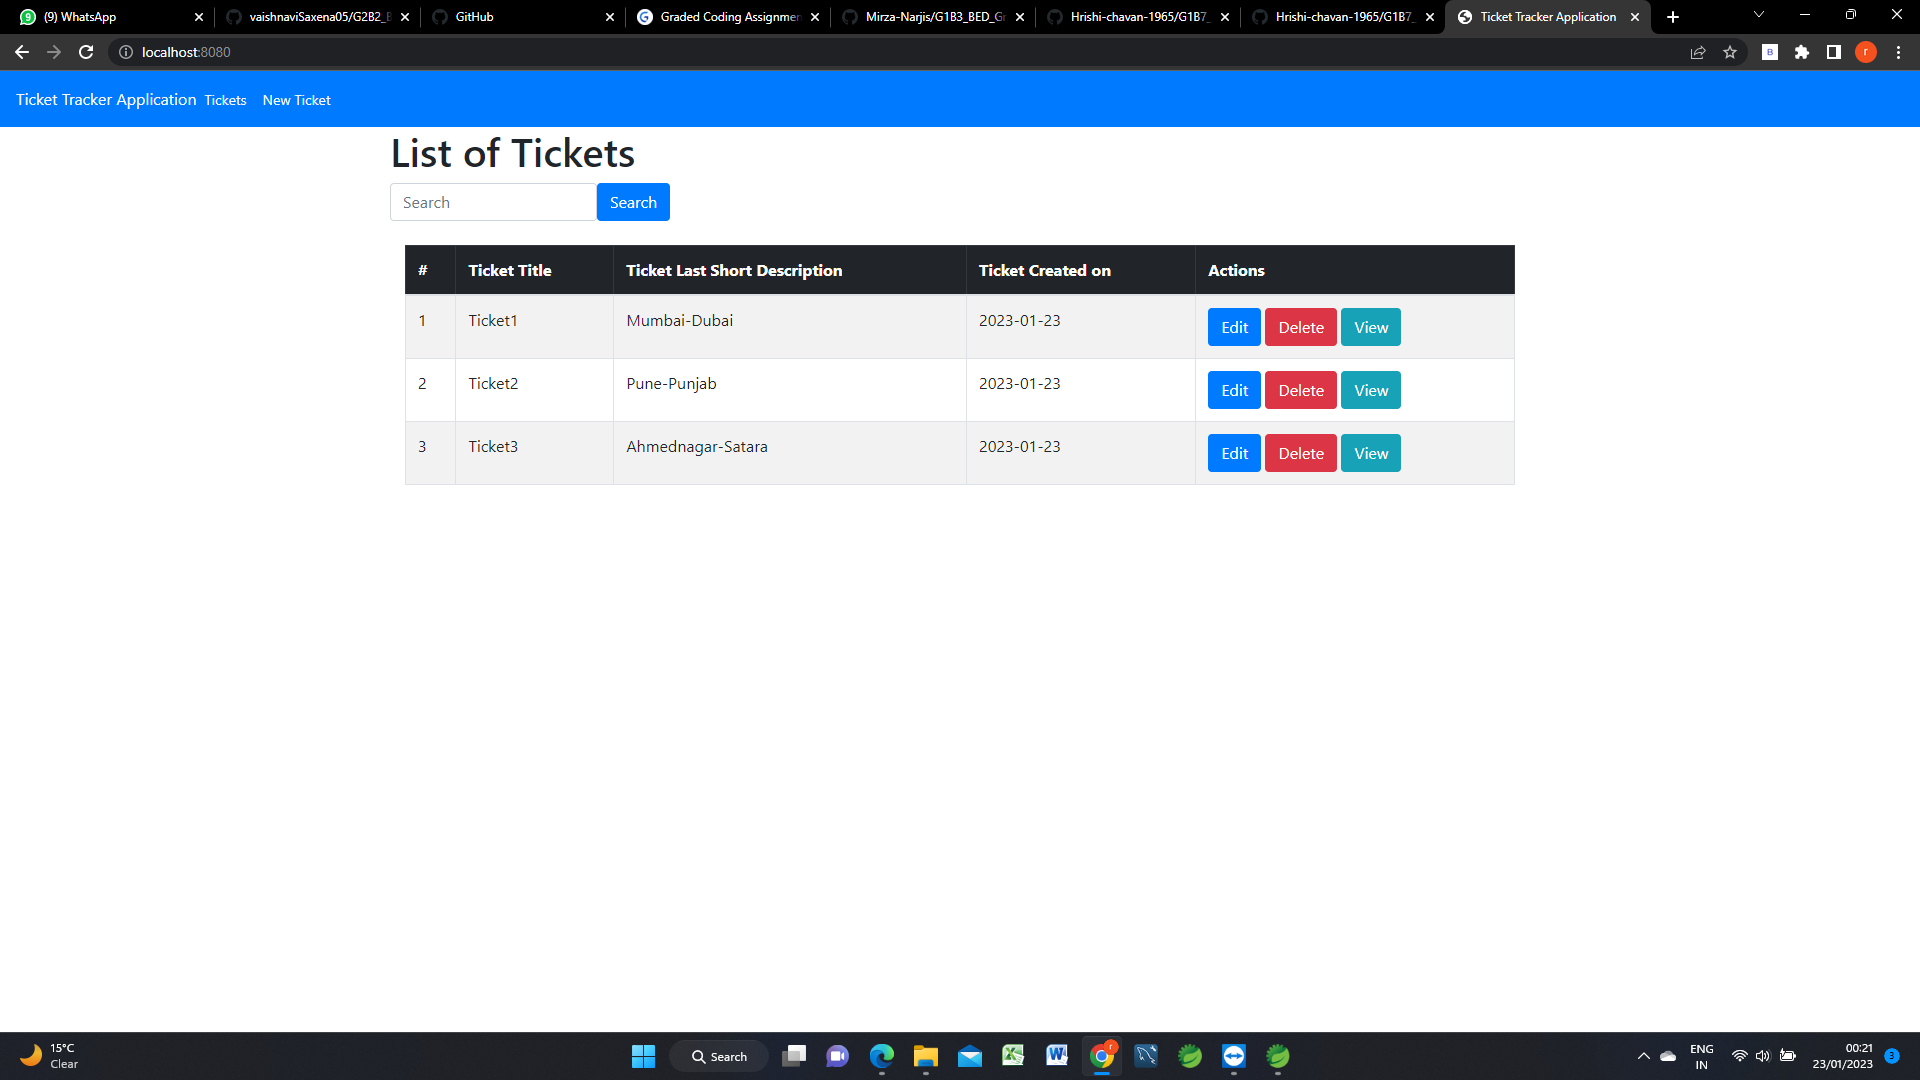 (9) WhatsApp
vaishnaviSaxena05/G2B2_B
GitHub
Graded Coding Assignmen
Mirza-Narjis/G1B3_BED_Gr
Hrishi-chavan-1965/G1B7_
Hrishi-chavan-1965/G1B7_
Ticket Tracker Application
localhost:8080
B
r
Ticket Tracker Application Tickets New Ticket
List of Tickets
Search Search
# Ticket Title Ticket Last Short Description Ticket Created on Actions
1 Ticket1 Mumbai-Dubai 2023-01-23 Edit Delete View
2 Ticket2 Pune-Punjab 2023-01-23 Edit Delete View
3 Ticket3 Ahmednagar-Satara 2023-01-23 Edit Delete View
15°C
Clear
Search
ENG
IN
00:21
23/01/2023
3